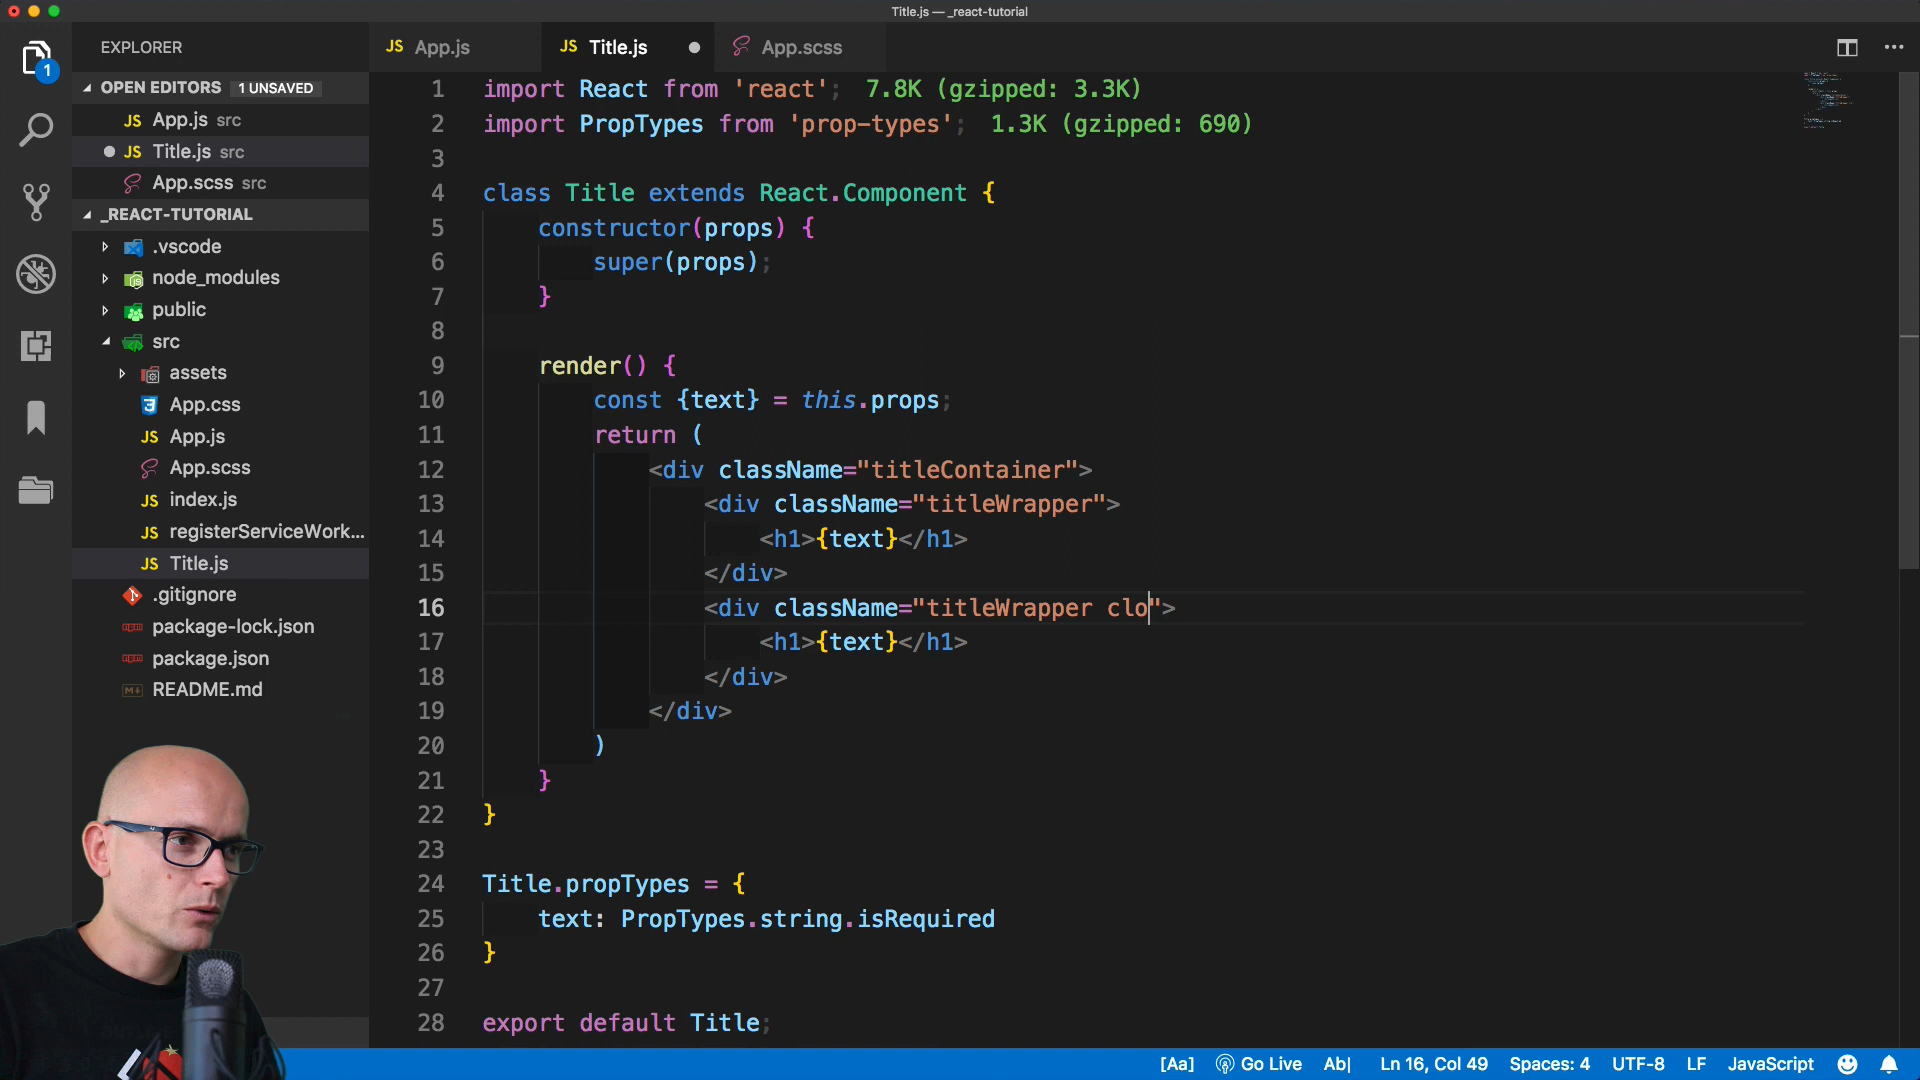 Title.js — _react-tutorial
EXPLORER
OPEN EDITORS 1 UNSAVED
JS App.js src
JS Title.js src
App.scss src
_REACT-TUTORIAL
.vscode
node_modules
public
src
assets
App.css
JS App.js
App.scss
JS index.js
JS registerServiceWork...
JS Title.js
.gitignore
package-lock.json
package.json
README.md
1
JS App.js
JS Title.js
App.scss
1 import React from 'react'; 7.8K (gzipped: 3.3K)
2 import PropTypes from 'prop-types'; 1.3K (gzipped: 690)
3
4 class Title extends React.Component {
5 constructor(props) {
6 super(props);
7 }
8
9 render() {
10 const {text} = this.props;
11 return (
12 <div className="titleContainer">
13 <div className="titleWrapper">
14 <h1>{text}</h1>
15 </div>
16 <div className="titleWrapper clo">
17 <h1>{text}</h1>
18 </div>
19 </div>
20 )
21 }
22 }
23
24 Title.propTypes = {
25 text: PropTypes.string.isRequired
26 }
27
28 export default Title;
[Aa] Go Live Ab| Ln 16, Col 49 Spaces: 4 UTF-8 LF JavaScript